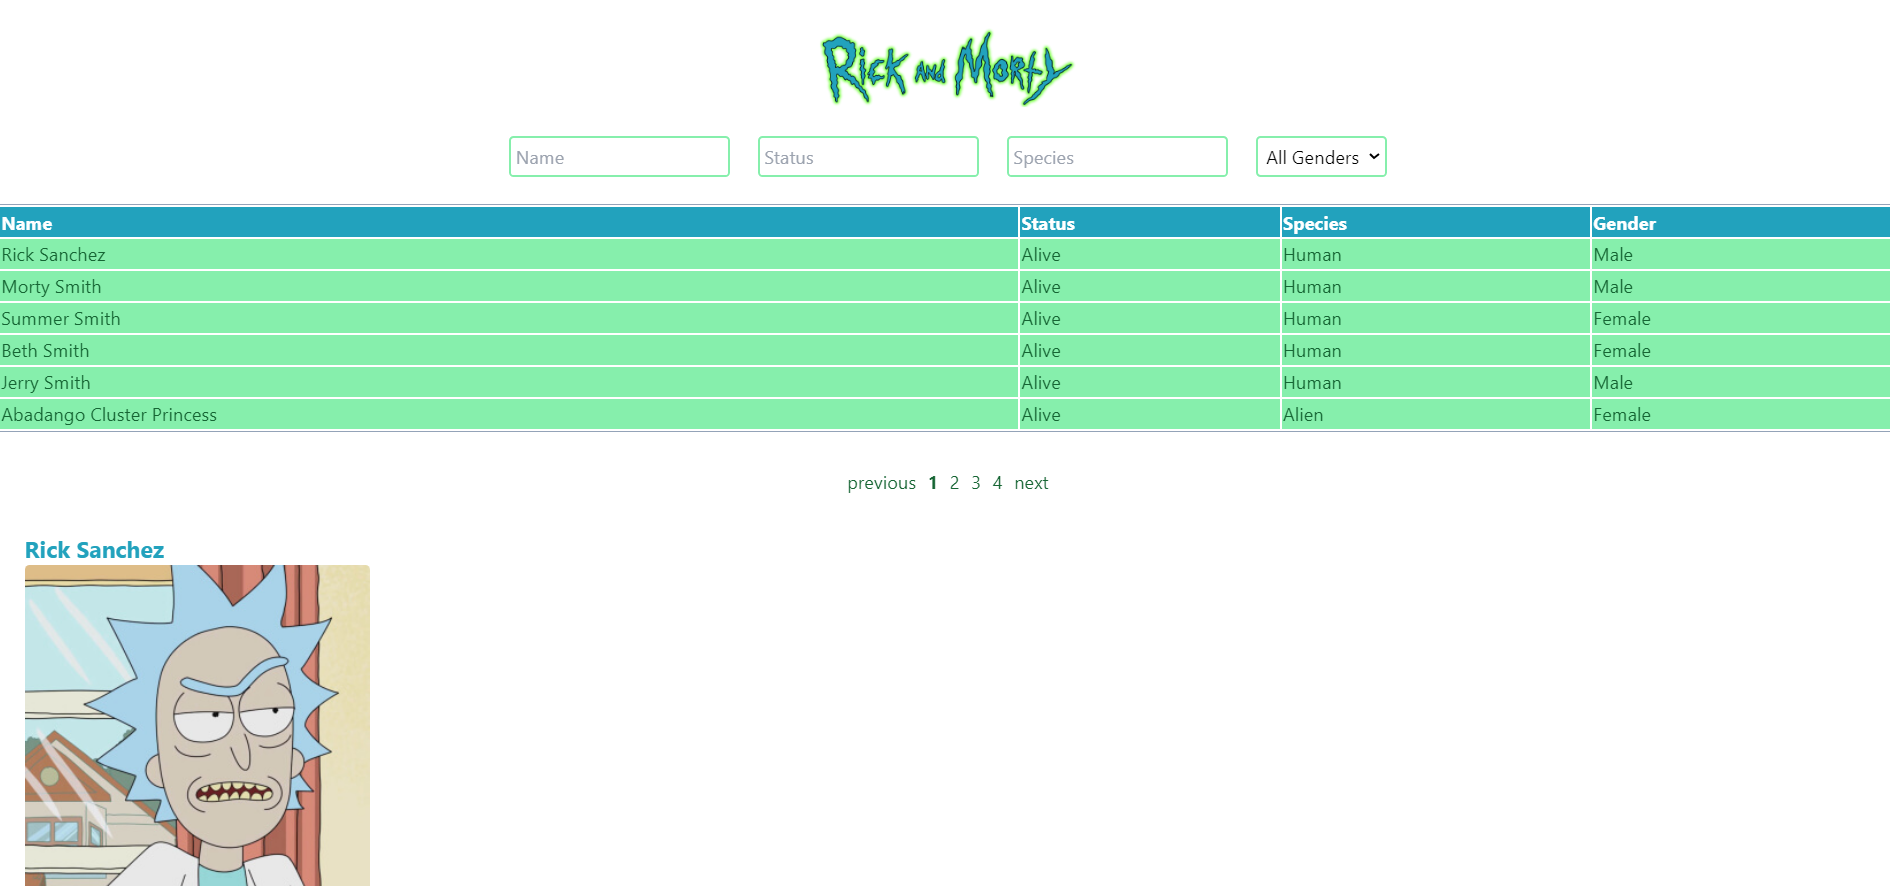 Rick and Morty
Name Status Species All Genders
Name Status Species Gender
Rick Sanchez Alive Human Male
Morty Smith Alive Human Male
Summer Smith Alive Human Female
Beth Smith Alive Human Female
Jerry Smith Alive Human Male
Abadango Cluster Princess Alive Alien Female
previous 1 2 3 4 next
Rick Sanchez